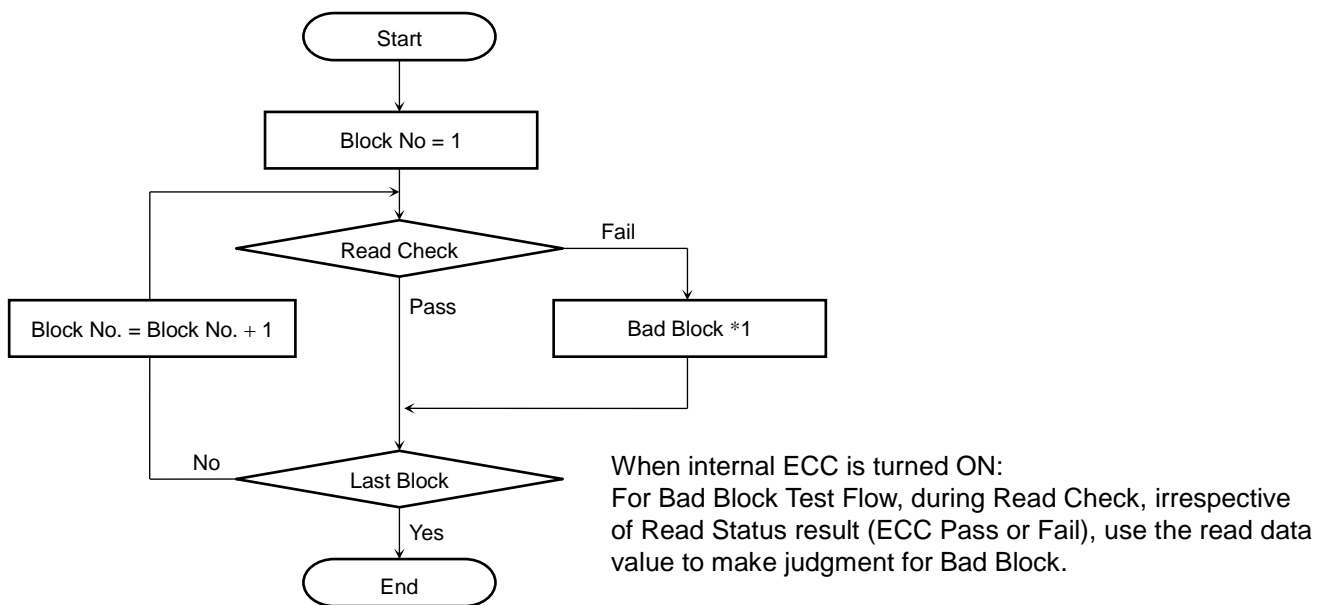 Start
Block No = 1
Read Check
Fail
Pass
Block No. = Block No. + 1
Bad Block *1
No
Last Block
Yes
End
When internal ECC is turned ON:
For Bad Block Test Flow, during Read Check, irrespective
of Read Status result (ECC Pass or Fail), use the read data
value to make judgment for Bad Block.